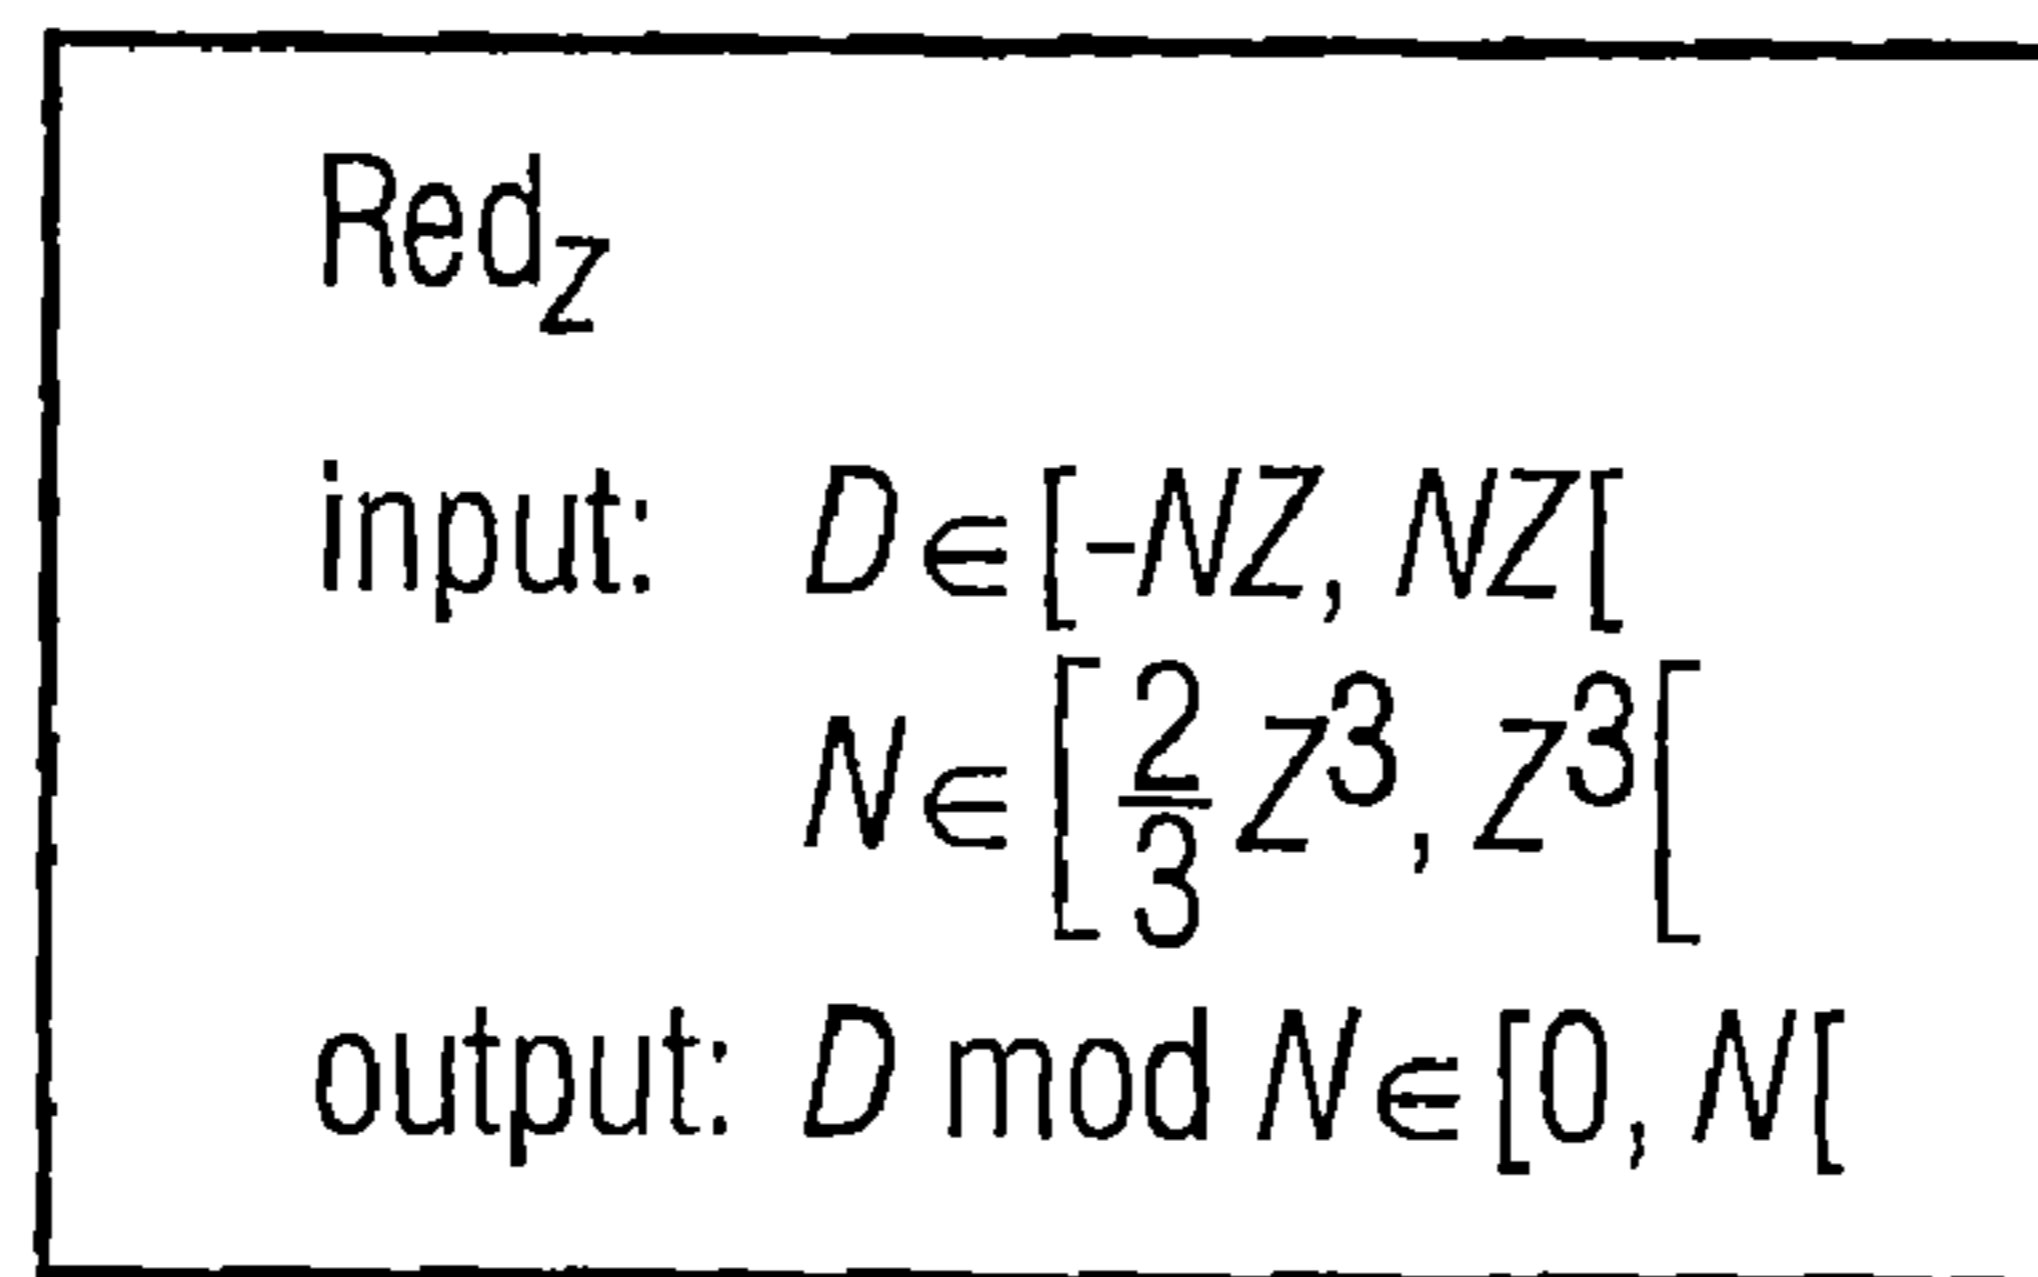 Red_Z
input: D ∈ [-NZ, NZ[
N ∈ [2/3 Z^3, Z^3[
output: D mod N ∈ [0, N[